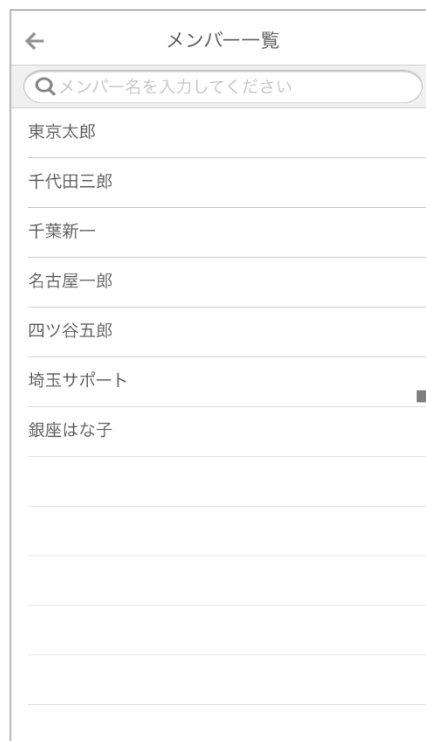 メンバー一覧
メンバー名を入力してください
東京太郎
千代田三郎
千葉新一
名古屋一郎
四ツ谷五郎
埼玉サポート
銀座はな子